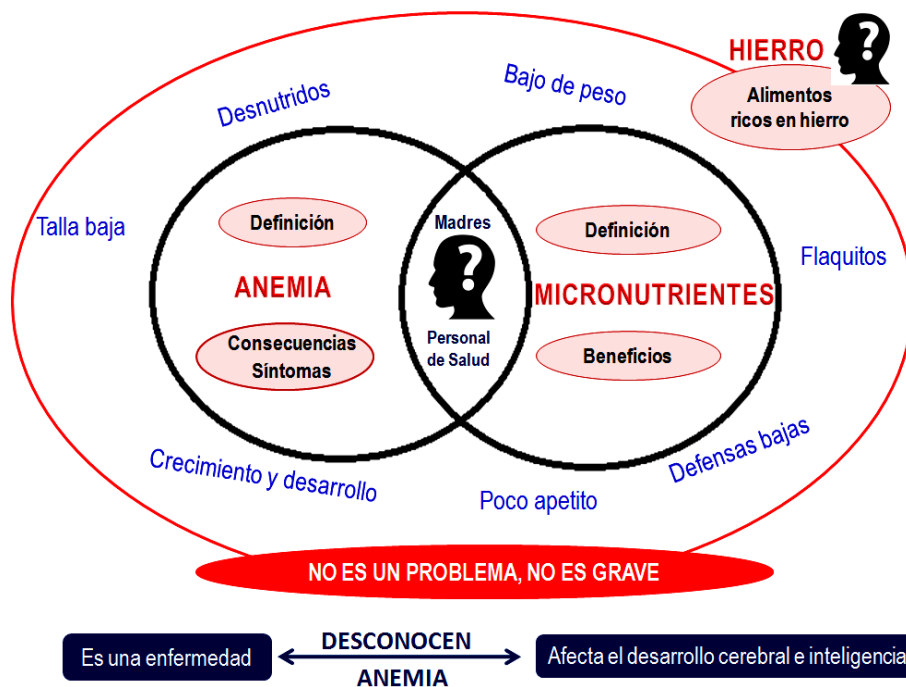 HIERRO
?
Alimentos
ricos en hierro
Bajo de peso
Desnutridos
Talla baja
Flaquitos
Definición
ANEMIA
Consecuencias
Síntomas
Madres
?
Personal
de Salud
Definición
MICRONUTRIENTES
Beneficios
Crecimiento y desarrollo
Poco apetito
Defensas bajas
NO ES UN PROBLEMA, NO ES GRAVE
Es una enfermedad
DESCONOCEN
ANEMIA
Afecta el desarrollo cerebral e inteligencia